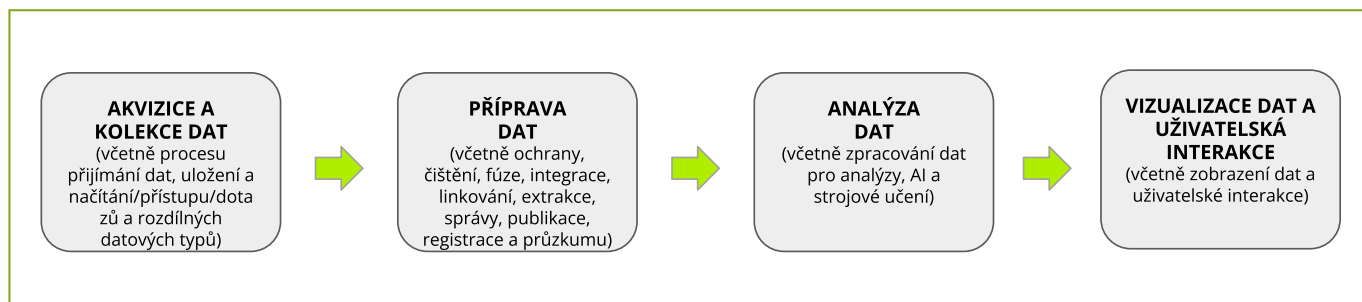 AKVIZICE A
KOLEKCE DAT
(včetně procesu
přijímání dat, uložení a
načítání/přístupu/dota
zů a rozdílných
datových typů)
PŘÍPRAVA
DAT
(včetně ochrany,
čištění, fúze, integrace,
linkování, extrakce,
správy, publikace,
registrace a průzkumu)
ANALÝZA
DAT
(včetně zpracování dat
pro analýzy, AI a
strojové učení)
VIZUALIZACE DAT A
UŽIVATELSKÁ
INTERAKCE
(včetně zobrazení dat a
uživatelské interakce)